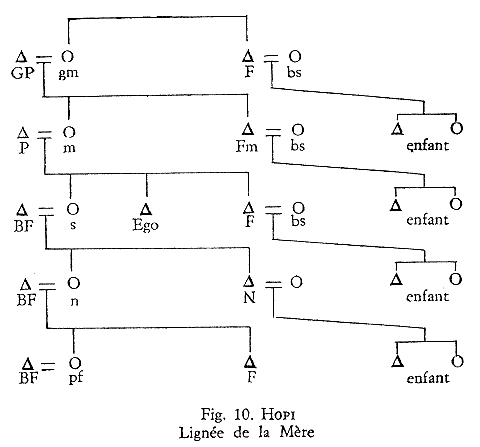 GP gm F bs
enfant
P m Fm bs
enfant
BF s Ego F bs
enfant
BF n N
enfant
BF pf F
enfant
Fig. 10. HOPI
Lignée de la Mère